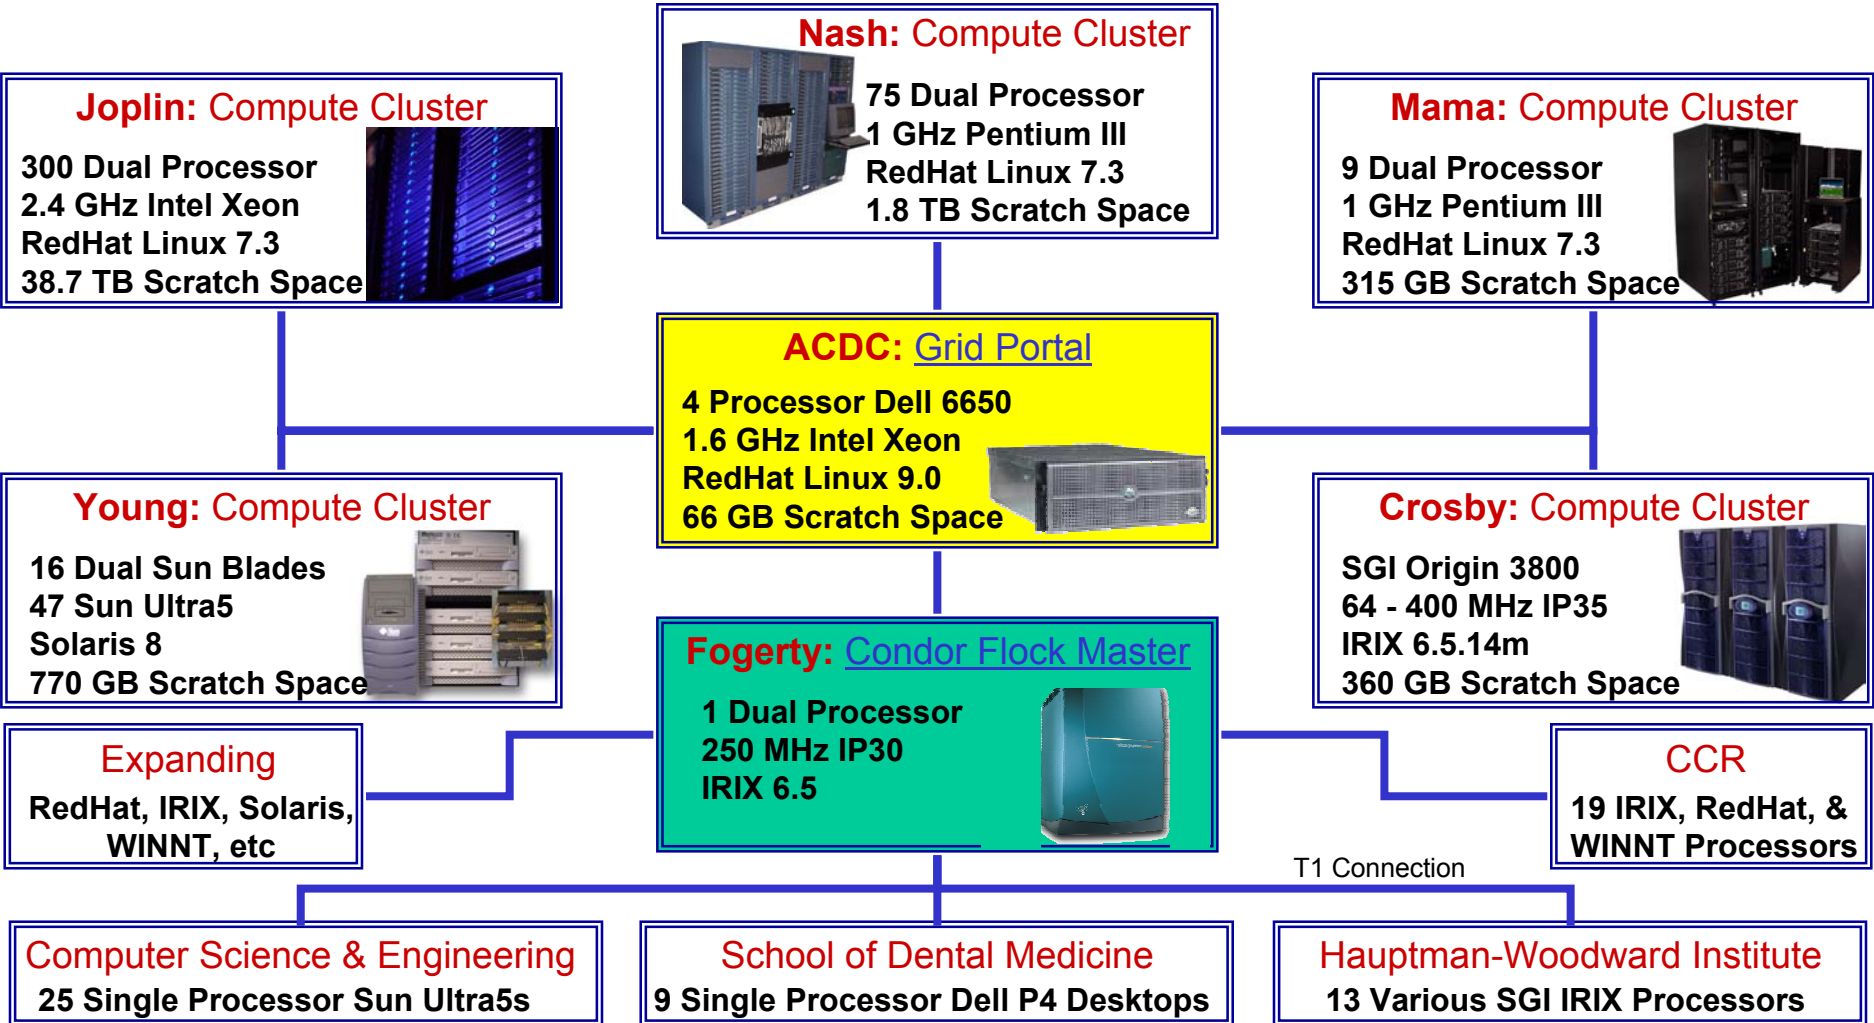 Nash: Compute Cluster
75 Dual Processor
1 GHz Pentium III
RedHat Linux 7.3
1.8 TB Scratch Space
Joplin: Compute Cluster
300 Dual Processor
2.4 GHz Intel Xeon
RedHat Linux 7.3
38.7 TB Scratch Space
Mama: Compute Cluster
9 Dual Processor
1 GHz Pentium III
RedHat Linux 7.3
315 GB Scratch Space
ACDC: Grid Portal
4 Processor Dell 6650
1.6 GHz Intel Xeon
RedHat Linux 9.0
66 GB Scratch Space
Young: Compute Cluster
16 Dual Sun Blades
47 Sun Ultra5
Solaris 8
770 GB Scratch Space
Crosby: Compute Cluster
SGI Origin 3800
64 - 400 MHz IP35
IRIX 6.5.14m
360 GB Scratch Space
Fogerty: Condor Flock Master
1 Dual Processor
250 MHz IP30
IRIX 6.5
Expanding
RedHat, IRIX, Solaris,
WINNT, etc
CCR
19 IRIX, RedHat, &
WINNT Processors
T1 Connection
Computer Science & Engineering
25 Single Processor Sun Ultra5s
School of Dental Medicine
9 Single Processor Dell P4 Desktops
Hauptman-Woodward Institute
13 Various SGI IRIX Processors